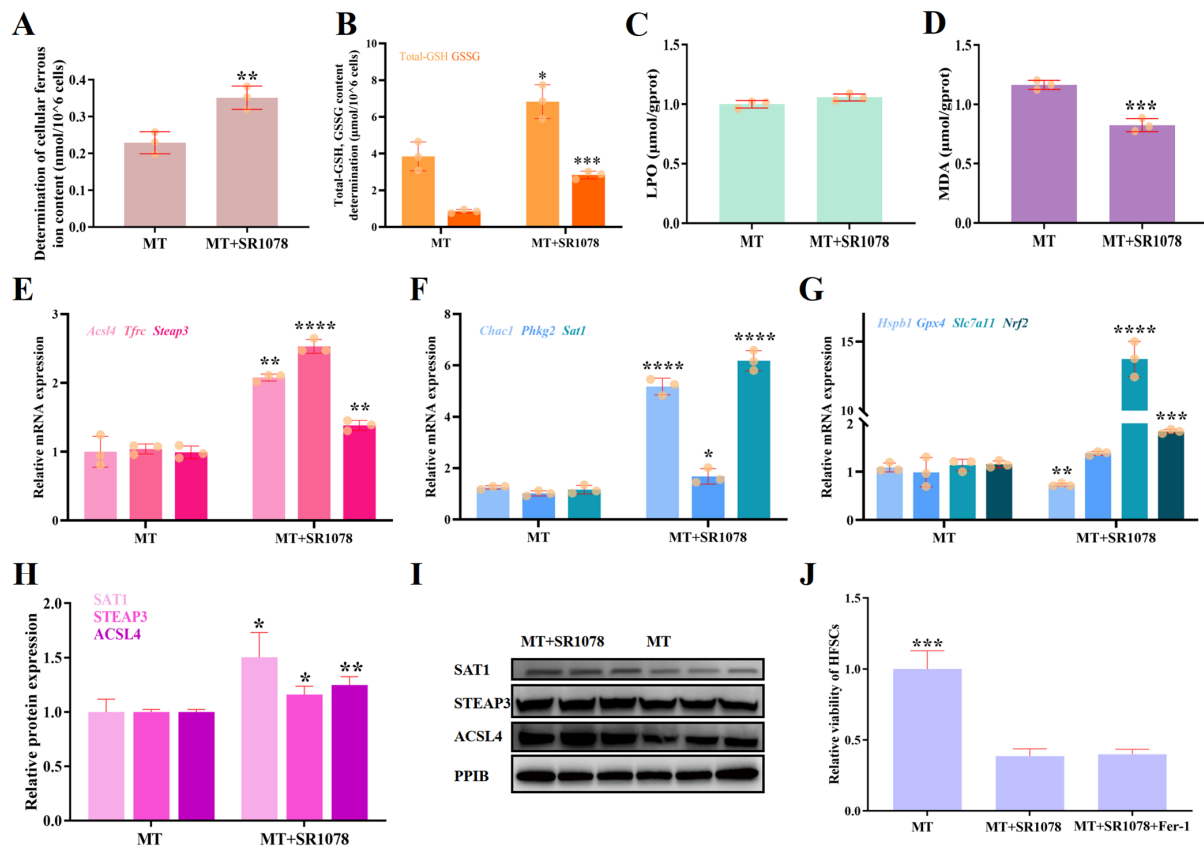 A
Determination of cellular ferrous
ion content (nmol/10^6 cells)
0.4
0.3
0.2
0.1
0.0
**
MT
MT+SR1078
B
Total-GSH, GSSG content
determination (μmol/10^6 cells)
10
8
6
4
2
0
Total-GSH GSSG
*
***
MT
MT+SR1078
C
LPO (μmol/gprot)
1.5
1.0
0.5
0.0
MT
MT+SR1078
D
MDA (μmol/gprot)
1.5
1.0
0.5
0.0
***
MT
MT+SR1078
E
Relative mRNA expression
3
2
1
0
Acsl4 Tfrc Steap3
**
****
**
MT
MT+SR1078
F
Relative mRNA expression
8
6
4
2
0
Chac1 Phkg2 Sat1
****
*
****
MT
MT+SR1078
G
Relative mRNA expression
15
10
2
1
0
Hspb1 Gpx4 Slc7a11 Nrf2
**
****
***
MT
MT+SR1078
H
Relative protein expression
2.0
1.5
1.0
0.5
0.0
SAT1
STEAP3
ACSL4
*
*
**
MT
MT+SR1078
I
MT+SR1078 MT
SAT1
STEAP3
ACSL4
PPIB
J
Relative viability of HFSCs
1.5
1.0
0.5
0.0
***
MT
MT+SR1078
MT+SR1078+Fer-1